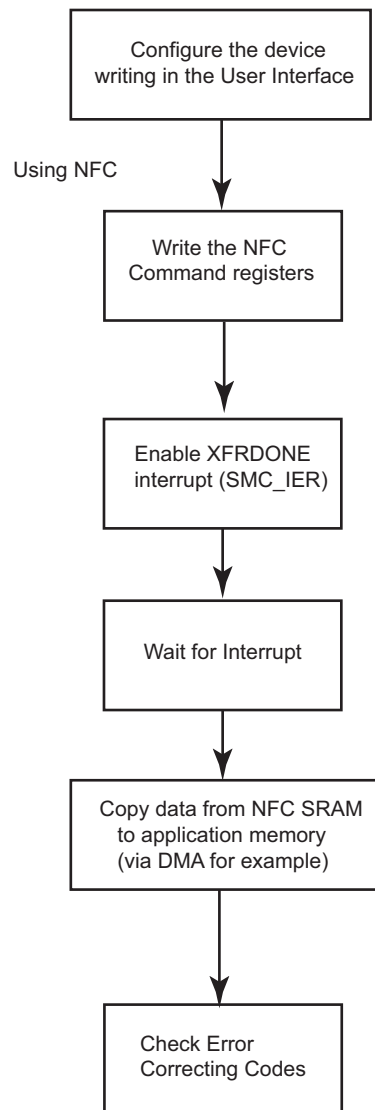 Configure the device
writing in the User Interface
Using NFC
Write the NFC
Command registers
Enable XFRDONE
interrupt (SMC_IER)
Wait for Interrupt
Copy data from NFC SRAM
to application memory
(via DMA for example)
Check Error
Correcting Codes